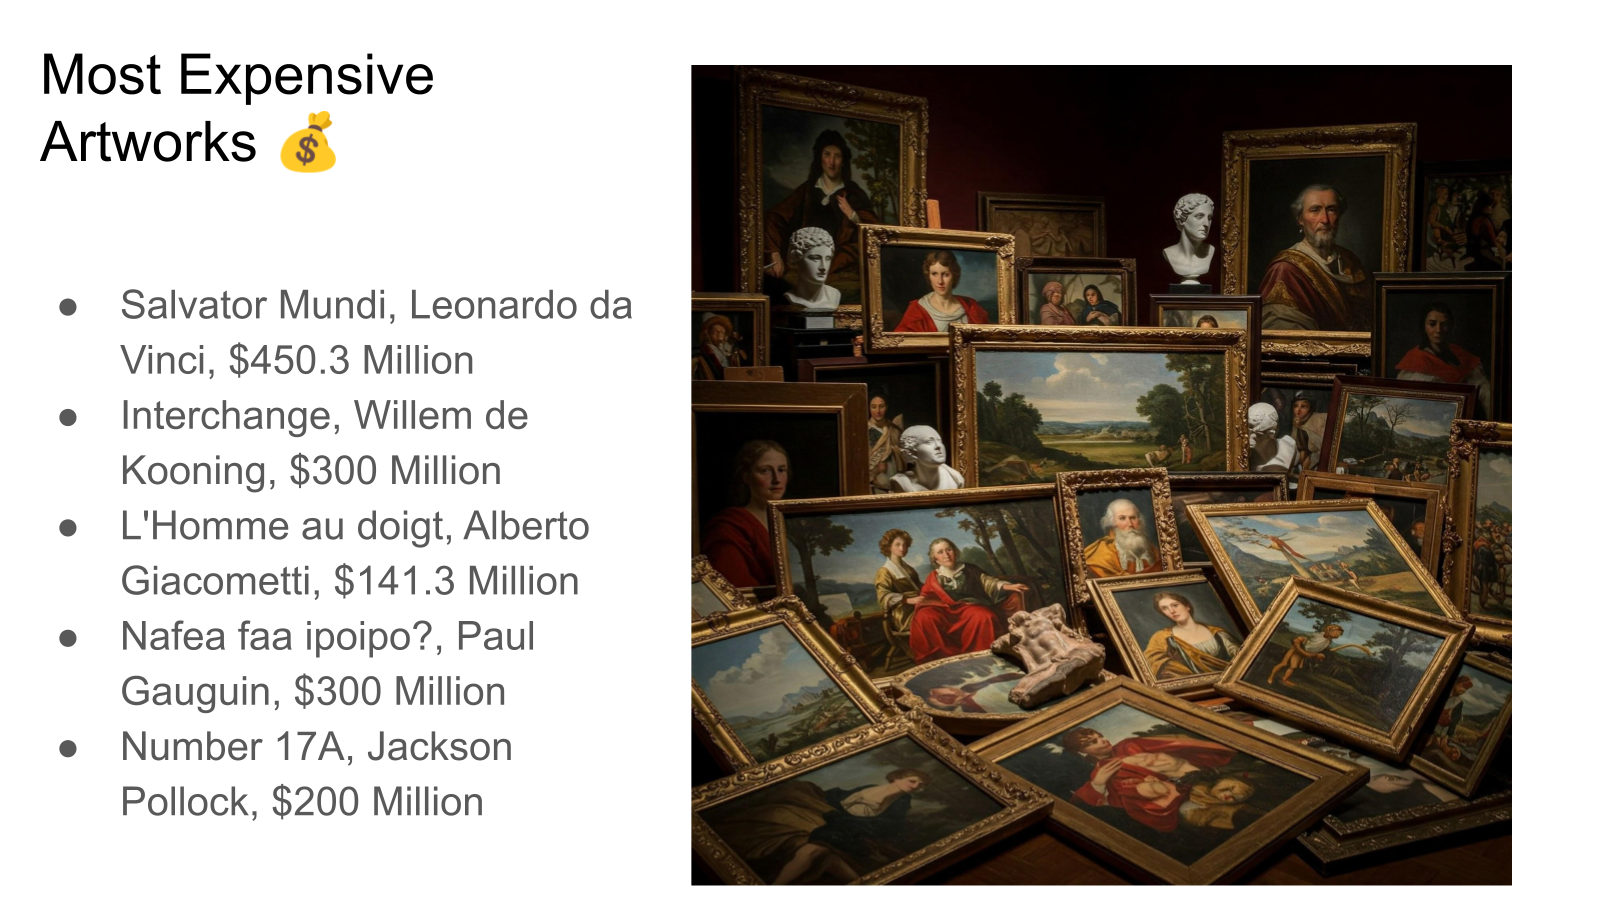 Most Expensive
Artworks 💰
● Salvator Mundi, Leonardo da
Vinci, $450.3 Million
● Interchange, Willem de
Kooning, $300 Million
● L'Homme au doigt, Alberto
Giacometti, $141.3 Million
● Nafea faa ipoipo?, Paul
Gauguin, $300 Million
● Number 17A, Jackson
Pollock, $200 Million